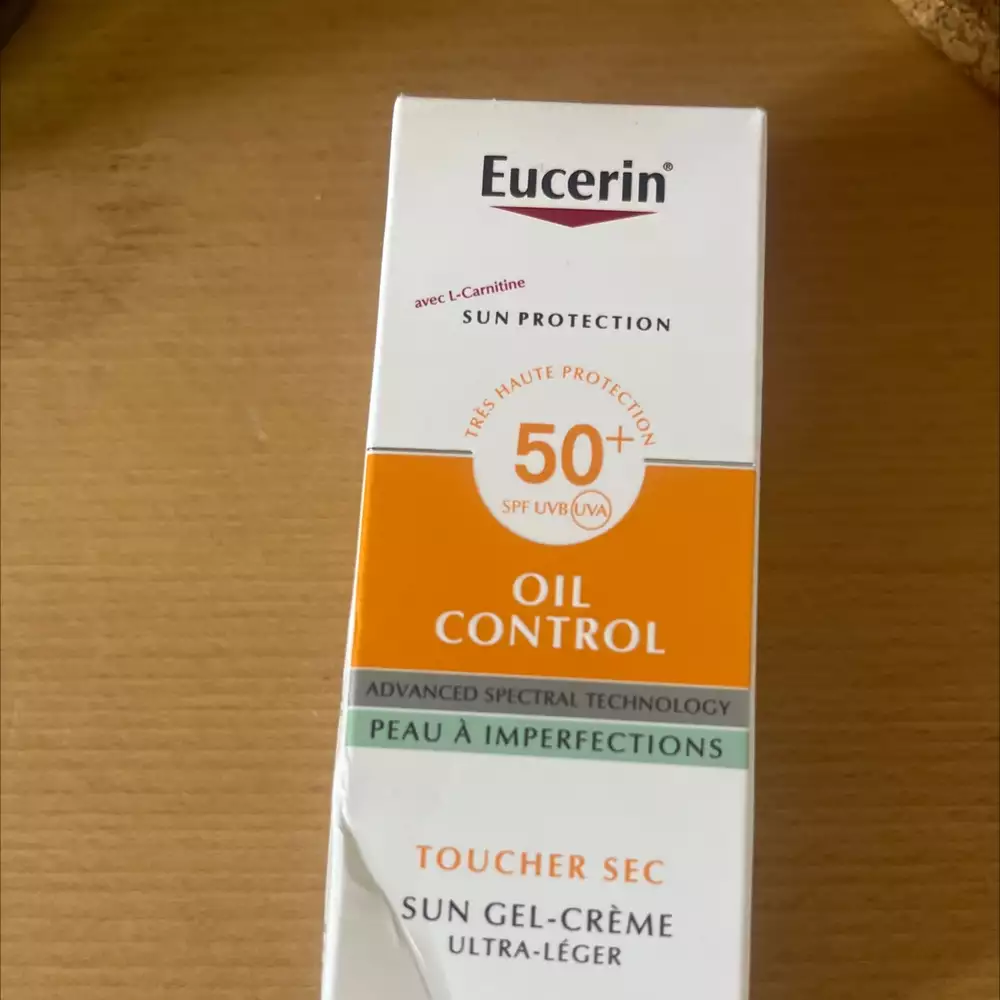 Eucerin®
avec L-Carnitine
SUN PROTECTION
TRÈS HAUTE PROTECTION
50+
SPF UVB UVA
OIL
CONTROL
ADVANCED SPECTRAL TECHNOLOGY
PEAU À IMPERFECTIONS
TOUCHER SEC
SUN GEL-CRÈME
ULTRA-LÉGER